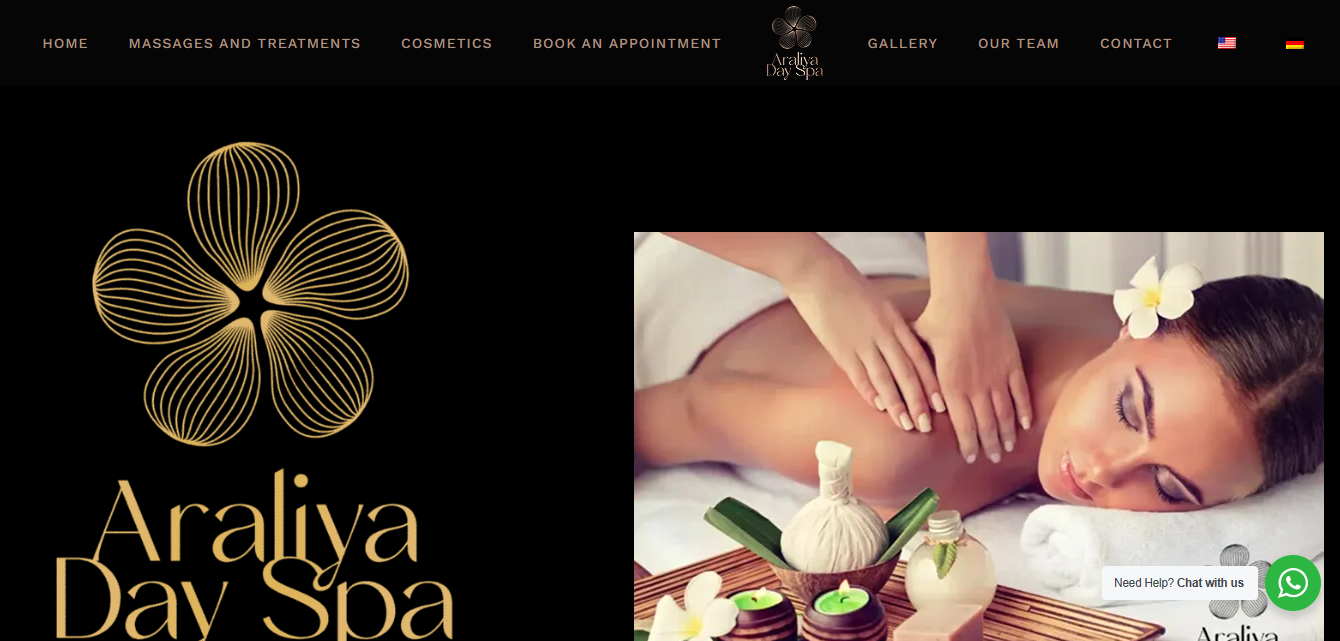 HOME MASSAGES AND TREATMENTS COSMETICS BOOK AN APPOINTMENT
Araliya
Day Spa
GALLERY OUR TEAM CONTACT
Araliya
Day Spa
Need Help? Chat with us
Araliya